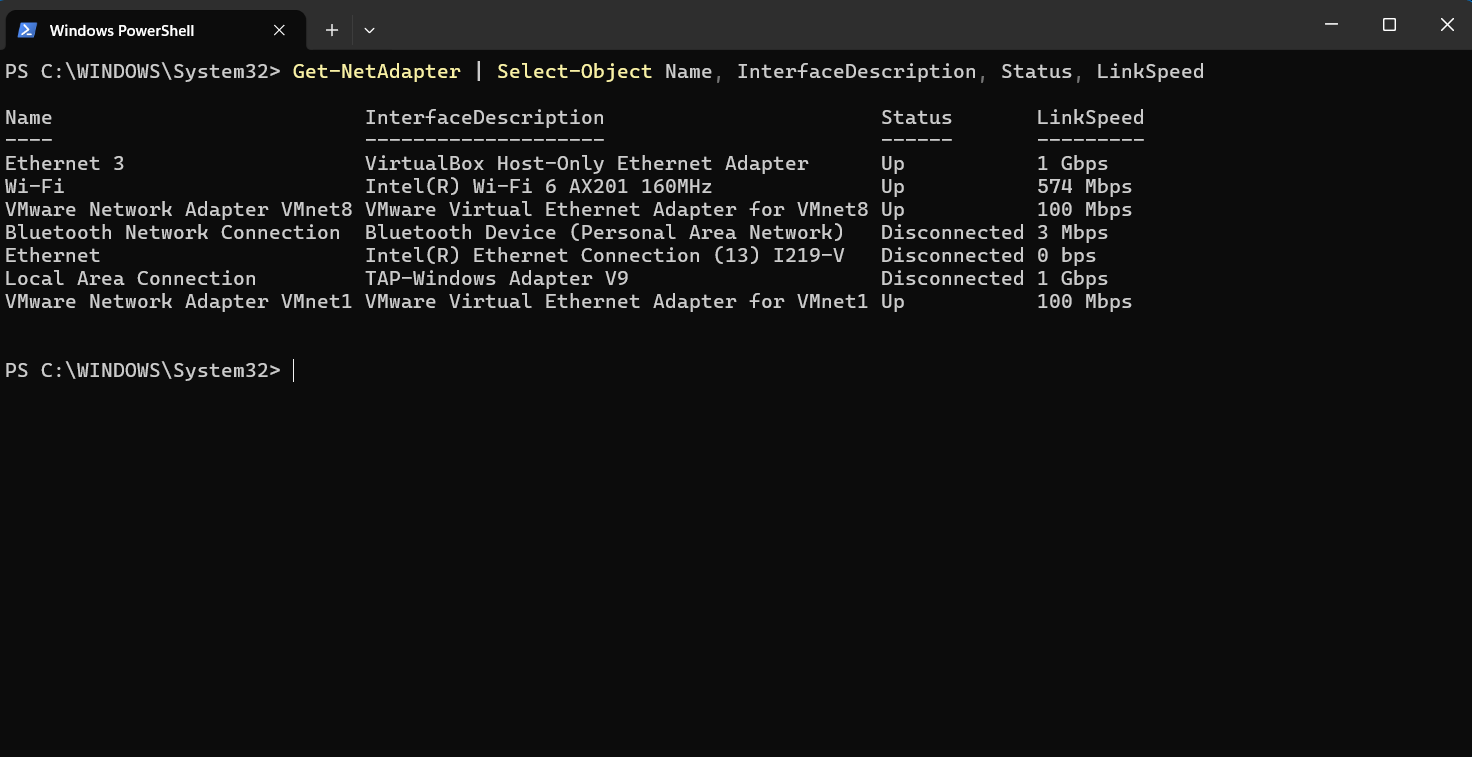 Windows PowerShell
PS C:\WINDOWS\System32> Get-NetAdapter | Select-Object Name, InterfaceDescription, Status, LinkSpeed
Name                            InterfaceDescription                       Status       LinkSpeed
----                            --------------------                       ------       ---------
Ethernet 3                      VirtualBox Host-Only Ethernet Adapter      Up           1 Gbps
Wi-Fi                           Intel(R) Wi-Fi 6 AX201 160MHz              Up           574 Mbps
VMware Network Adapter VMnet8 VMware Virtual Ethernet Adapter for VMnet8 Up           100 Mbps
Bluetooth Network Connection  Bluetooth Device (Personal Area Network)   Disconnected 3 Mbps
Ethernet                      Intel(R) Ethernet Connection (13) I219-V   Disconnected 0 bps
Local Area Connection         TAP-Windows Adapter V9                     Disconnected 1 Gbps
VMware Network Adapter VMnet1 VMware Virtual Ethernet Adapter for VMnet1 Up           100 Mbps
PS C:\WINDOWS\System32>